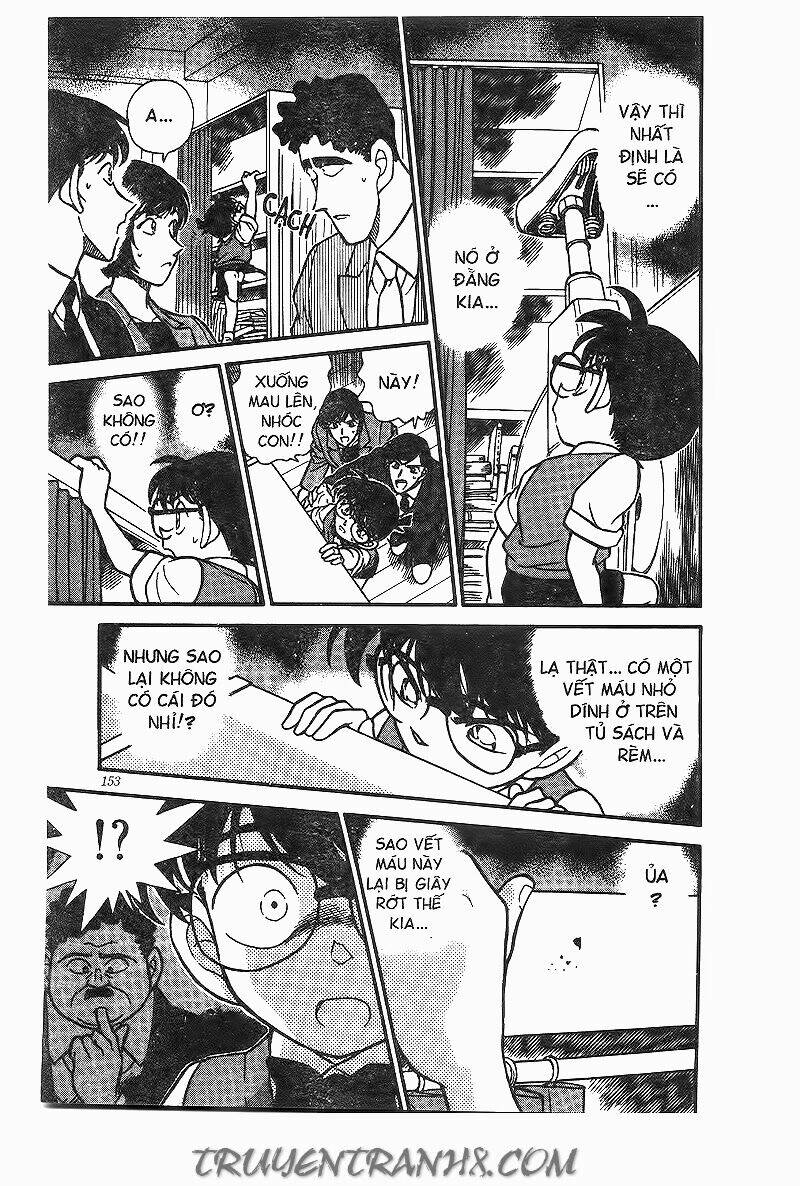 VẬY THÌ
NHẤT
ĐỊNH LÀ
SẼ CÓ
...
NÓ Ở
ĐẰNG
KIA...
A...
CẠCH
NÀY!
XUỐNG
MAU LÊN,
NHÓC
CON!!
Ơ?
SAO
KHÔNG
CÓ!!
LẠ THẬT... CÓ MỘT
VẾT MÁU NHỎ
DÍNH Ở TRÊN
TỦ SÁCH VÀ
RÈM...
NHƯNG SAO
LẠI KHÔNG
CÓ CÁI ĐÓ
NHỈ!?
153
ỦA
?
SAO VẾT
MÁU NÀY
LẠI BỊ GIÂY
RỚT THẾ
KIA...
!?
TRUYENTRANH8.COM